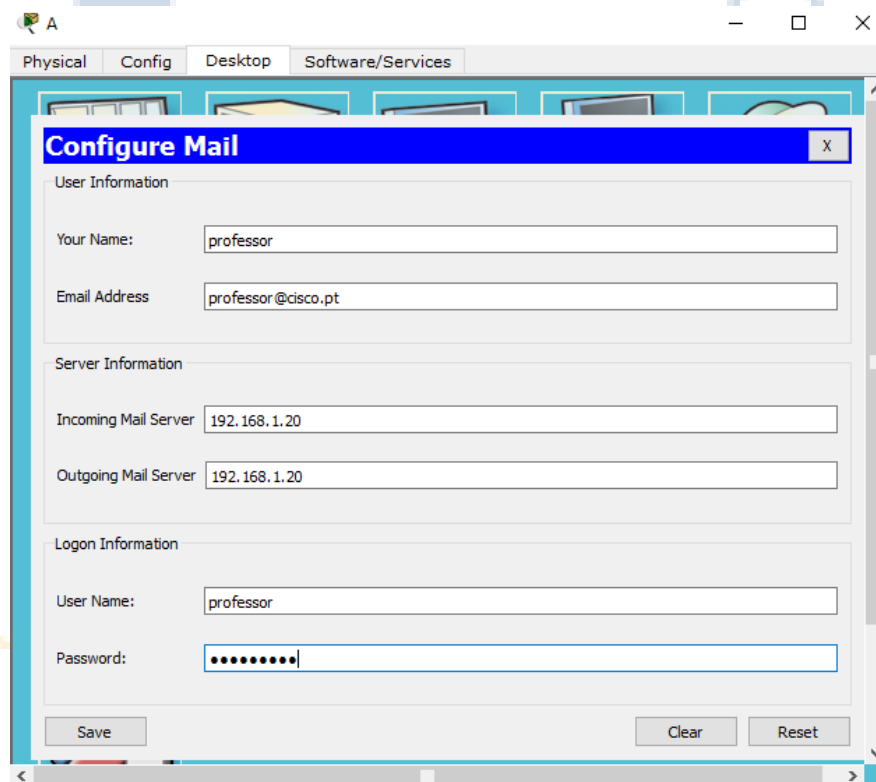 A
Physical Config Desktop Software/Services
Configure Mail X
User Information
Your Name: professor
Email Address professor@cisco.pt
Server Information
Incoming Mail Server 192.168.1.20
Outgoing Mail Server 192.168.1.20
Logon Information
User Name: professor
Password: •••••••••
Save Clear Reset